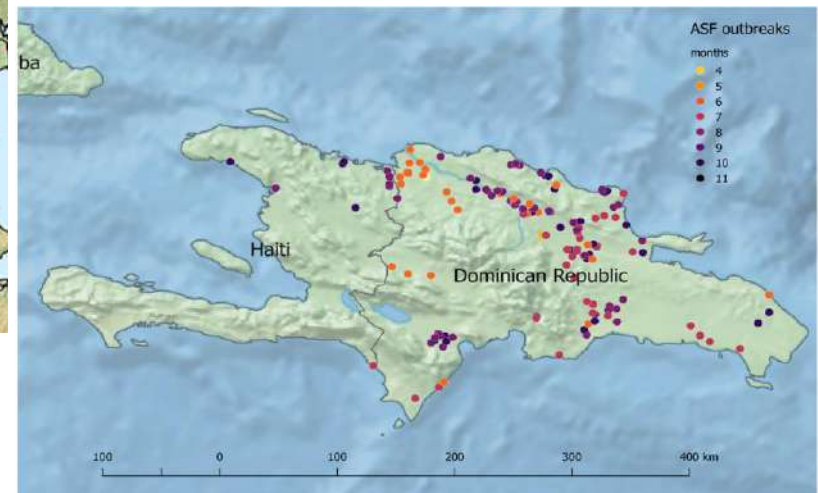 ba
ASF outbreaks
months
4
5
6
7
8
9
10
11
Haiti
Dominican Republic
100 0 100 200 300 400 km